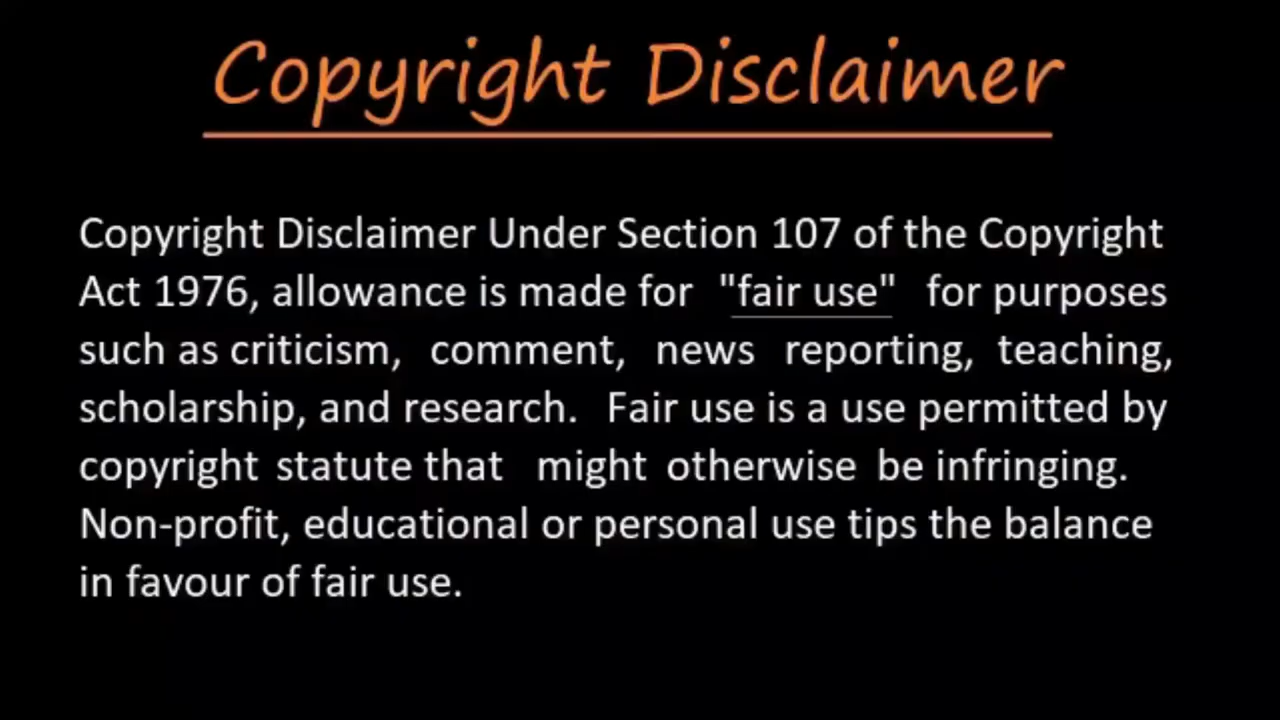 Copyright Disclaimer
Copyright Disclaimer Under Section 107 of the Copyright
Act 1976, allowance is made for "fair use" for purposes
such as criticism, comment, news reporting, teaching,
scholarship, and research. Fair use is a use permitted by
copyright statute that might otherwise be infringing.
Non-profit, educational or personal use tips the balance
in favour of fair use.